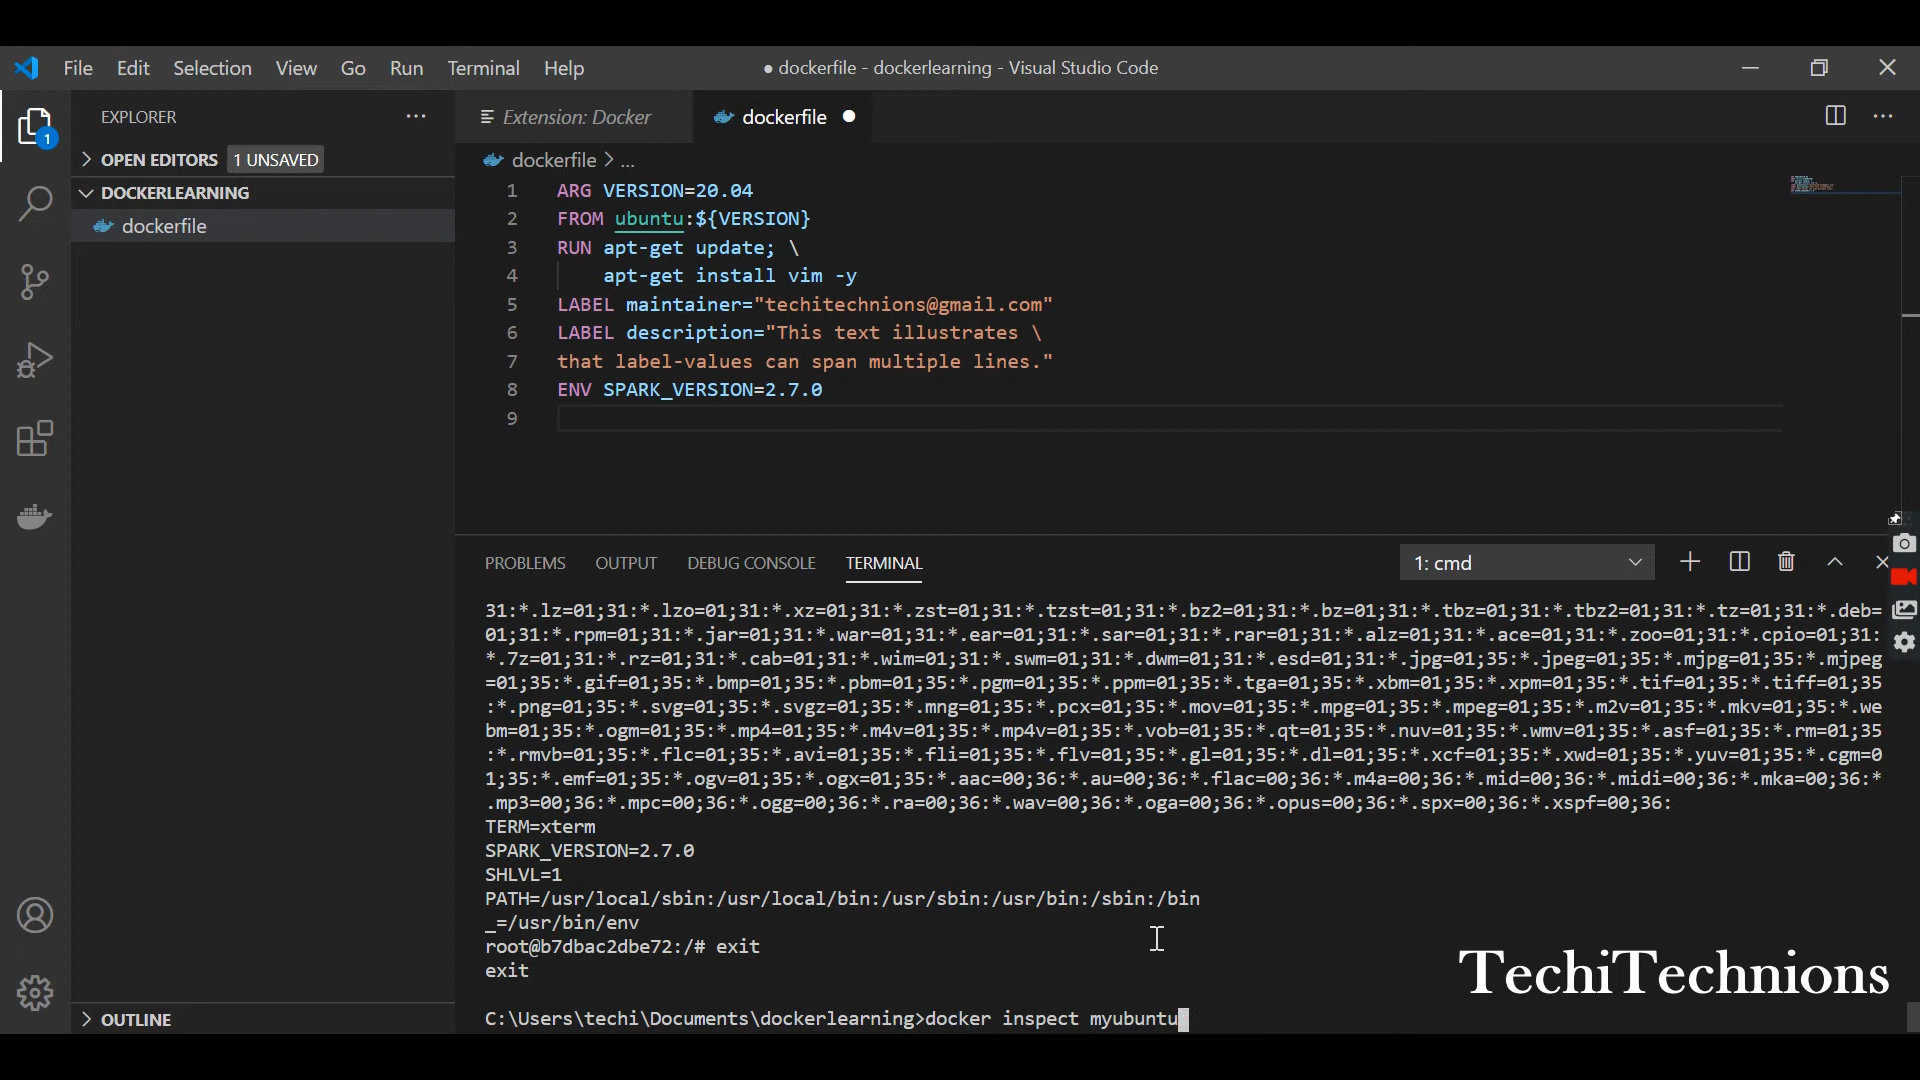 File Edit Selection View Go Run Terminal Help
● dockerfile - dockerlearning - Visual Studio Code
EXPLORER
1
OPEN EDITORS 1 UNSAVED
DOCKERLEARNING
dockerfile
OUTLINE
Extension: Docker
dockerfile
dockerfile > ...
1 ARG VERSION=20.04
2 FROM ubuntu:${VERSION}
3 RUN apt-get update; \
4 apt-get install vim -y
5 LABEL maintainer="techitechnions@gmail.com"
6 LABEL description="This text illustrates \
7 that label-values can span multiple lines."
8 ENV SPARK_VERSION=2.7.0
9
PROBLEMS OUTPUT DEBUG CONSOLE TERMINAL
1: cmd
31:*.lz=01;31:*.lzo=01;31:*.xz=01;31:*.zst=01;31:*.tzst=01;31:*.bz2=01;31:*.bz=01;31:*.tbz=01;31:*.tbz2=01;31:*.tz=01;31:*.deb=
01;31:*.rpm=01;31:*.jar=01;31:*.war=01;31:*.ear=01;31:*.sar=01;31:*.rar=01;31:*.alz=01;31:*.ace=01;31:*.zoo=01;31:*.cpio=01;31:
*.7z=01;31:*.rz=01;31:*.cab=01;31:*.wim=01;31:*.swm=01;31:*.dwm=01;31:*.esd=01;31:*.jpg=01;35:*.jpeg=01;35:*.mjpg=01;35:*.mjpeg
=01;35:*.gif=01;35:*.bmp=01;35:*.pbm=01;35:*.pgm=01;35:*.ppm=01;35:*.tga=01;35:*.xbm=01;35:*.xpm=01;35:*.tif=01;35:*.tiff=01;35
:*.png=01;35:*.svg=01;35:*.svgz=01;35:*.mng=01;35:*.pcx=01;35:*.mov=01;35:*.mpg=01;35:*.mpeg=01;35:*.m2v=01;35:*.mkv=01;35:*.we
bm=01;35:*.ogm=01;35:*.mp4=01;35:*.m4v=01;35:*.mp4v=01;35:*.vob=01;35:*.qt=01;35:*.nuv=01;35:*.wmv=01;35:*.asf=01;35:*.rm=01;35
:*.rmvb=01;35:*.flc=01;35:*.avi=01;35:*.fli=01;35:*.flv=01;35:*.gl=01;35:*.dl=01;35:*.xcf=01;35:*.xwd=01;35:*.yuv=01;35:*.cgm=0
1;35:*.emf=01;35:*.ogv=01;35:*.ogx=01;35:*.aac=00;36:*.au=00;36:*.flac=00;36:*.m4a=00;36:*.mid=00;36:*.midi=00;36:*.mka=00;36:*
.mp3=00;36:*.mpc=00;36:*.ogg=00;36:*.ra=00;36:*.wav=00;36:*.oga=00;36:*.opus=00;36:*.spx=00;36:*.xspf=00;36:
TERM=xterm
SPARK_VERSION=2.7.0
SHLVL=1
PATH=/usr/local/sbin:/usr/local/bin:/usr/sbin:/usr/bin:/sbin:/bin
_=/usr/bin/env
root@b7dbac2dbe72:/# exit
exit
C:\Users\techi\Documents\dockerlearning>docker inspect myubuntu
TechiTechnions